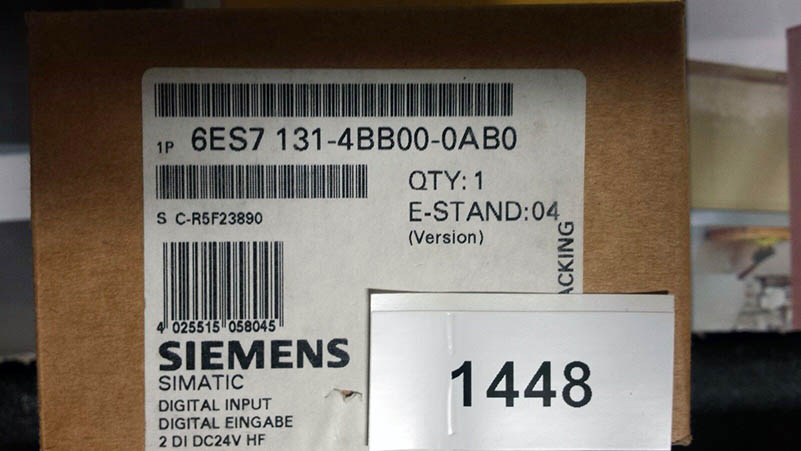 1P 6ES7 131-4BB00-0AB0
QTY: 1
S C-R5F23890
E-STAND:04
(Version)
4 025515 058045
SIEMENS
SIMATIC
DIGITAL INPUT
DIGITAL EINGABE
2 DI DC24V HF
1448